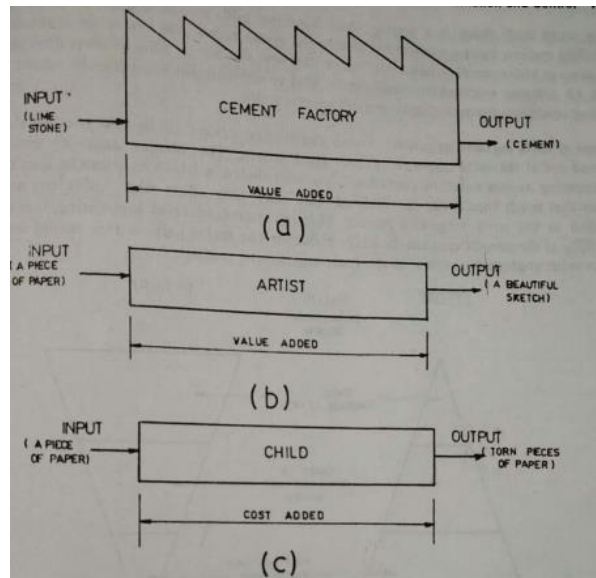 INPUT
(LIME
STONE)
CEMENT FACTORY
OUTPUT
(CEMENT)
VALUE ADDED
(a)
INPUT
(A PIECE
OF PAPER)
ARTIST
OUTPUT
(A BEAUTIFUL
SKETCH)
VALUE ADDED
(b)
INPUT
(A PIECE
OF PAPER)
CHILD
OUTPUT
(TORN PIECES
OF PAPER)
COST ADDED
(c)